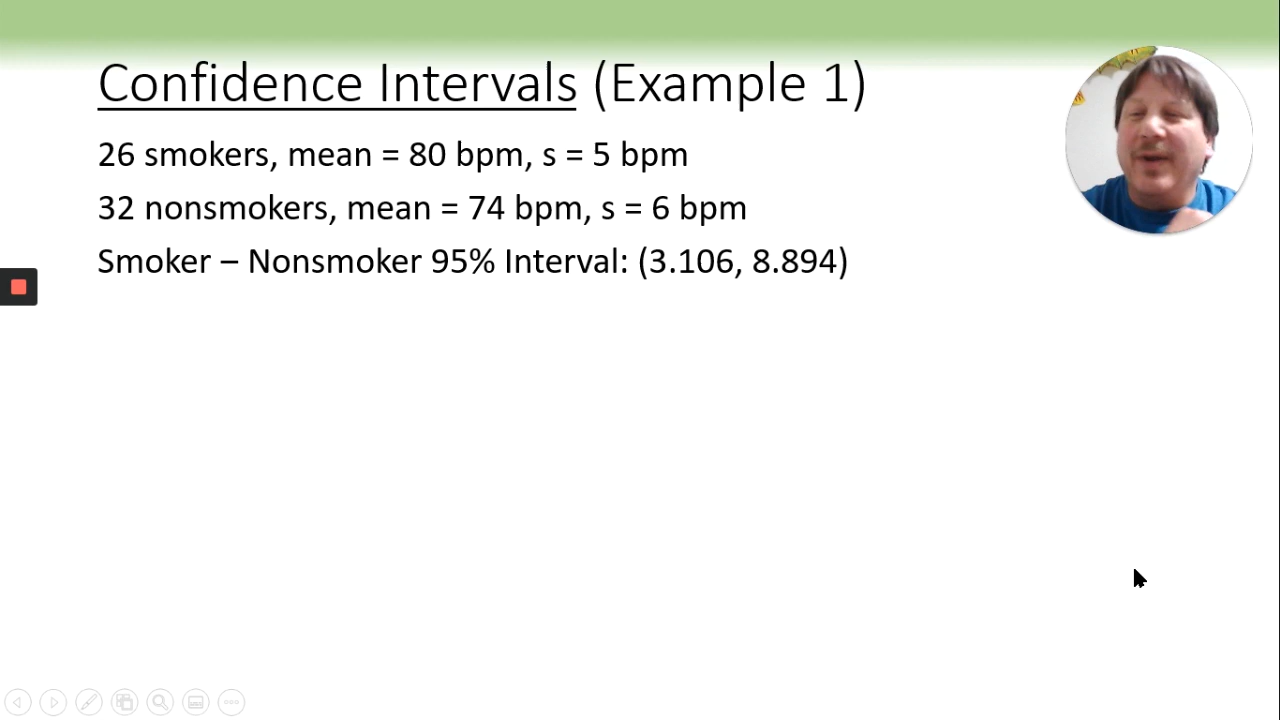 Confidence Intervals (Example 1)
26 smokers, mean = 80 bpm, s = 5 bpm
32 nonsmokers, mean = 74 bpm, s = 6 bpm
Smoker – Nonsmoker 95% Interval: (3.106, 8.894)